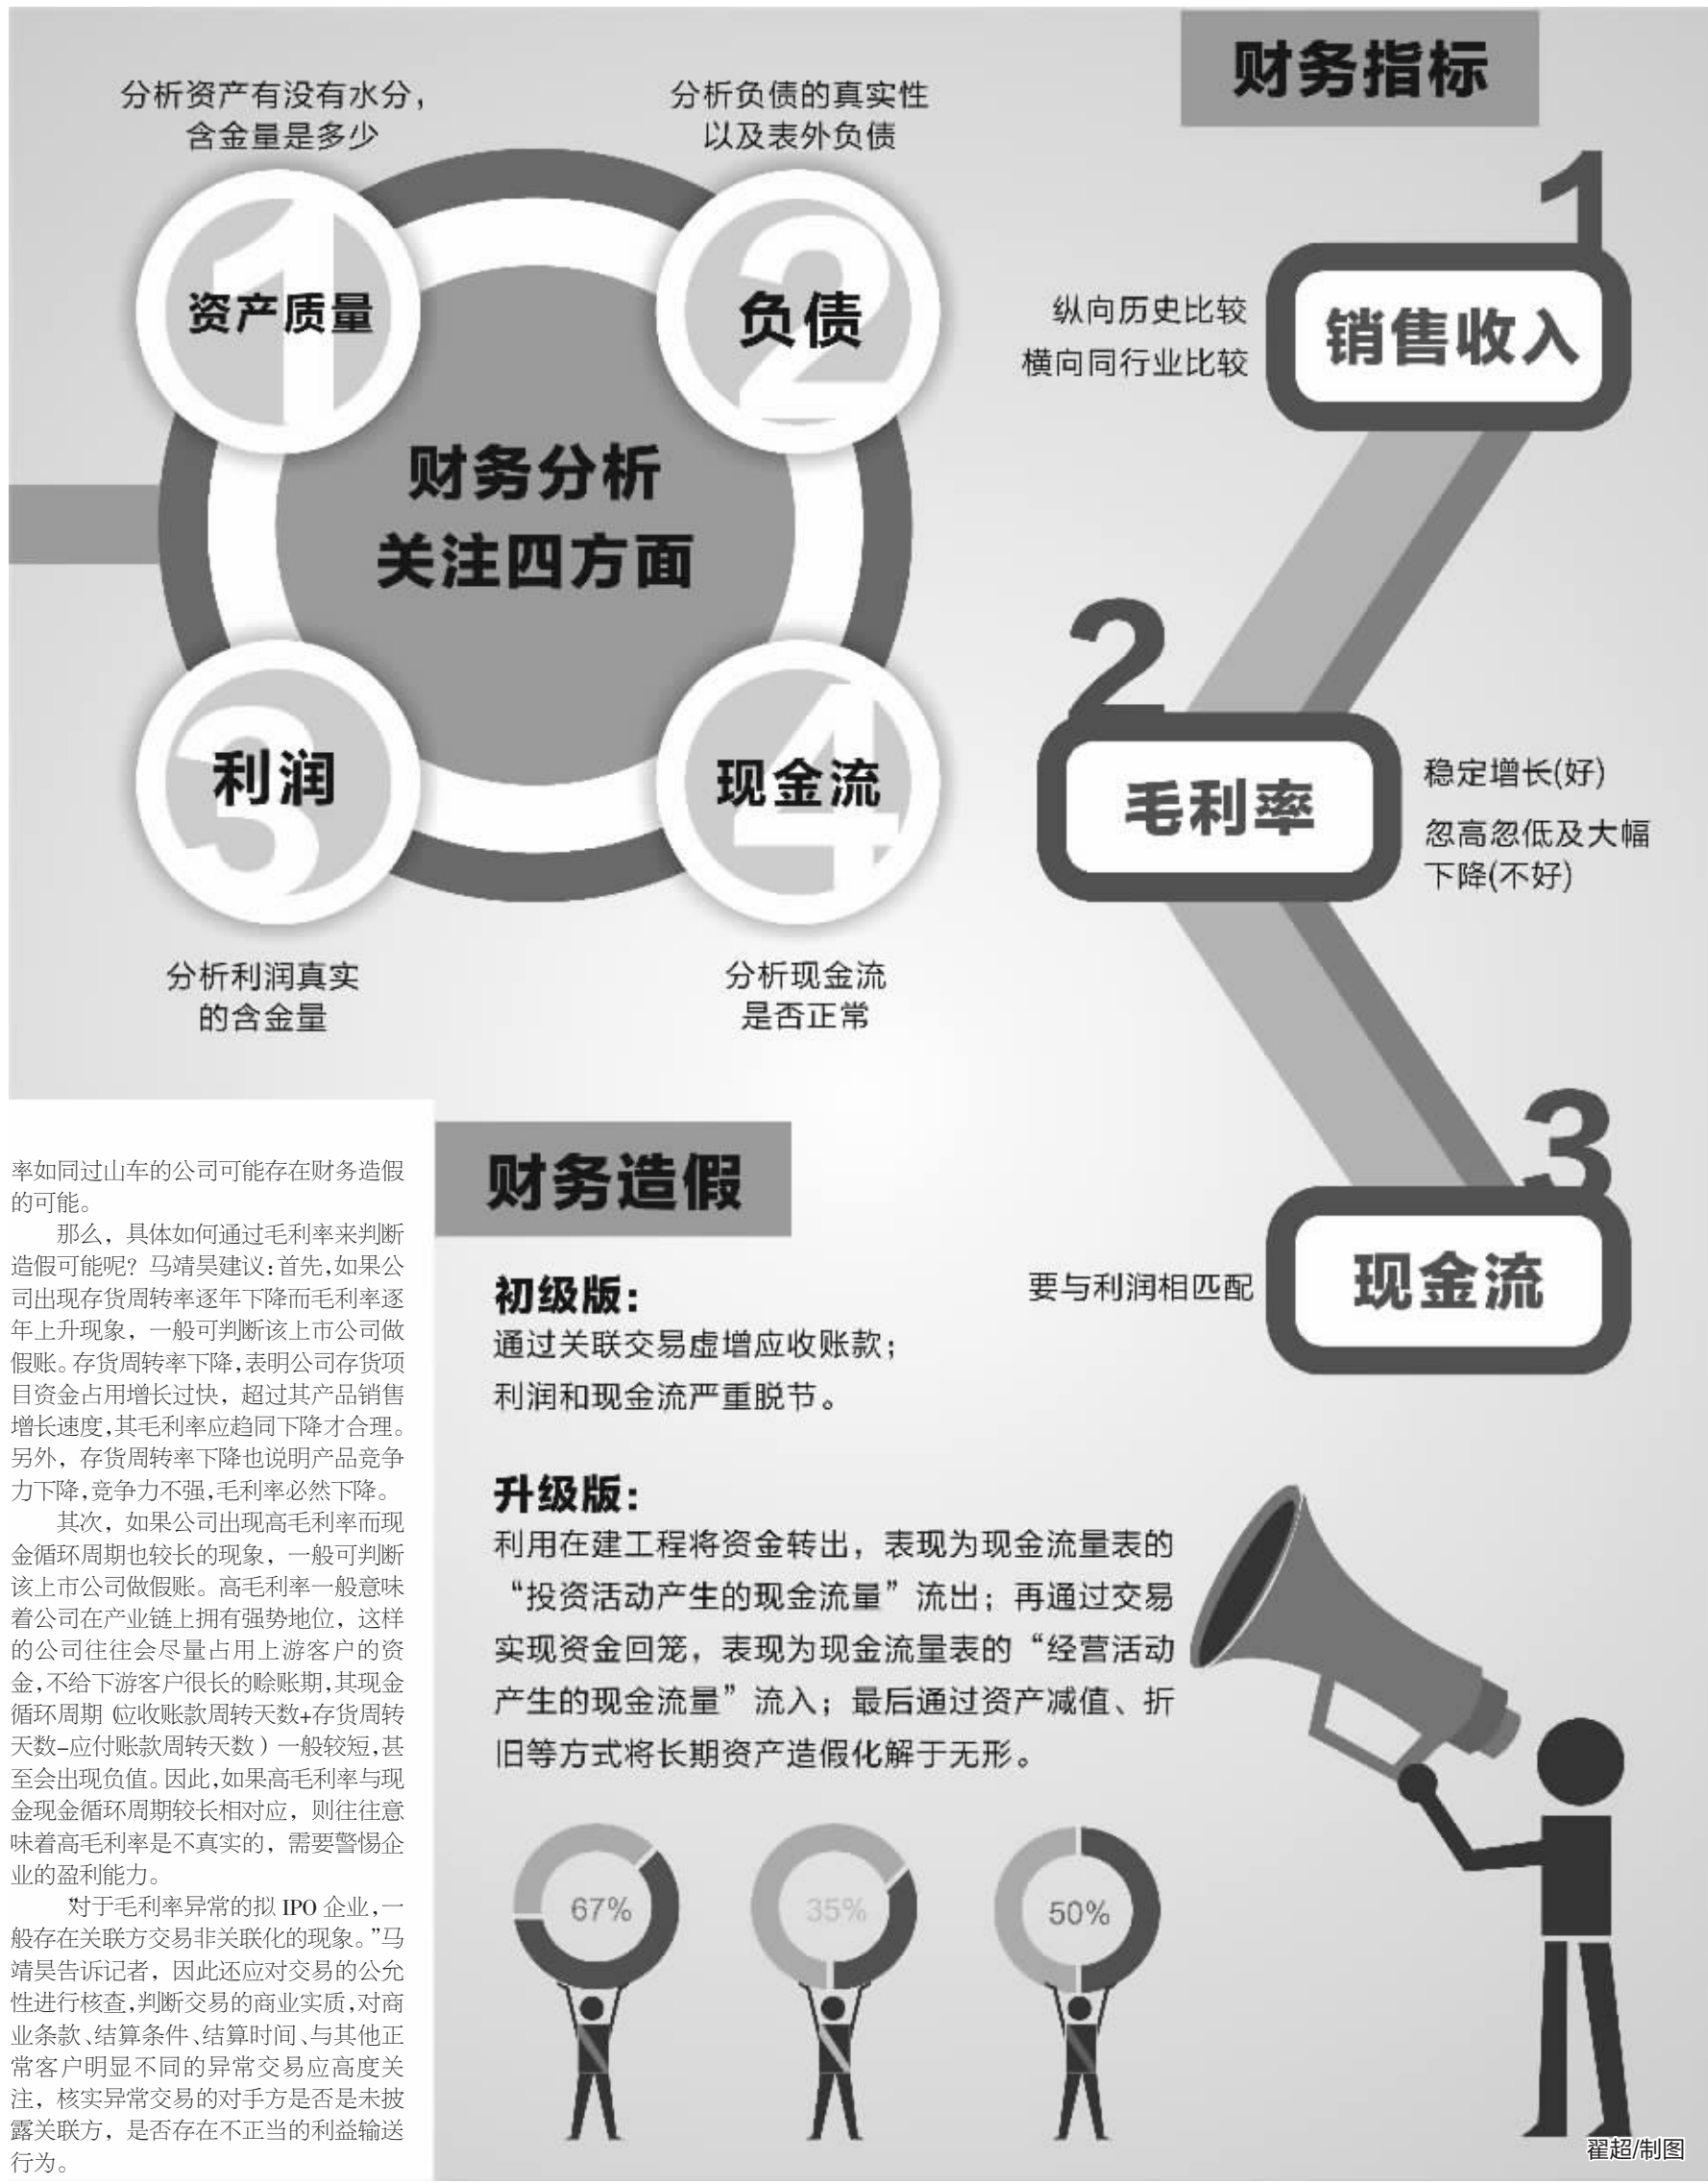 财务指标
分析资产有没有水分，
含金量是多少
分析负债的真实性
以及表外负债
1
资产质量
2
负债
财务分析
关注四方面
3
利润
4
现金流
分析利润真实
的含金量
分析现金流
是否正常
1
销售收入
纵向历史比较
横向同行业比较
2
毛利率
稳定增长(好)
忽高忽低及大幅
下降(不好)
3
现金流
要与利润相匹配
率如同过山车的公司可能存在财务造假
的可能。
那么，具体如何通过毛利率来判断
造假可能呢？马靖昊建议：首先，如果公
司出现存货周转率逐年下降而毛利率逐
年上升现象，一般可判断该上市公司做
假账。存货周转率下降，表明公司存货项
目资金占用增长过快，超过其产品销售
增长速度，其毛利率应趋同下降才合理。
另外，存货周转率下降也说明产品竞争
力下降，竞争力不强，毛利率必然下降。
其次，如果公司出现高毛利率而现
金循环周期也较长的现象，一般可判断
该上市公司做假账。高毛利率一般意味
着公司在产业链上拥有强势地位，这样
的公司往往会尽量占用上游客户的资
金，不给下游客户很长的赊账期，其现金
循环周期（应收账款周转天数+存货周转
天数-应付账款周转天数）一般较短，甚
至会出现负值。因此，如果高毛利率与现
金现金循环周期较长相对应，则往往意
味着高毛利率是不真实的，需要警惕企
业的盈利能力。
“对于毛利率异常的拟 IPO 企业，一
般存在关联方交易非关联化的现象。”马
靖昊告诉记者，因此还应对交易的公允
性进行核查，判断交易的商业实质，对商
业条款、结算条件、结算时间、与其他正
常客户明显不同的异常交易应高度关
注，核实异常交易的对手方是否是未披
露关联方，是否存在不正当的利益输送
行为。
财务造假
初级版：
通过关联交易虚增应收账款；
利润和现金流严重脱节。
升级版：
利用在建工程将资金转出，表现为现金流量表的
“投资活动产生的现金流量”流出；再通过交易
实现资金回笼，表现为现金流量表的“经营活动
产生的现金流量”流入；最后通过资产减值、折
旧等方式将长期资产造假化解于无形。
67%
35%
50%
翟超/制图